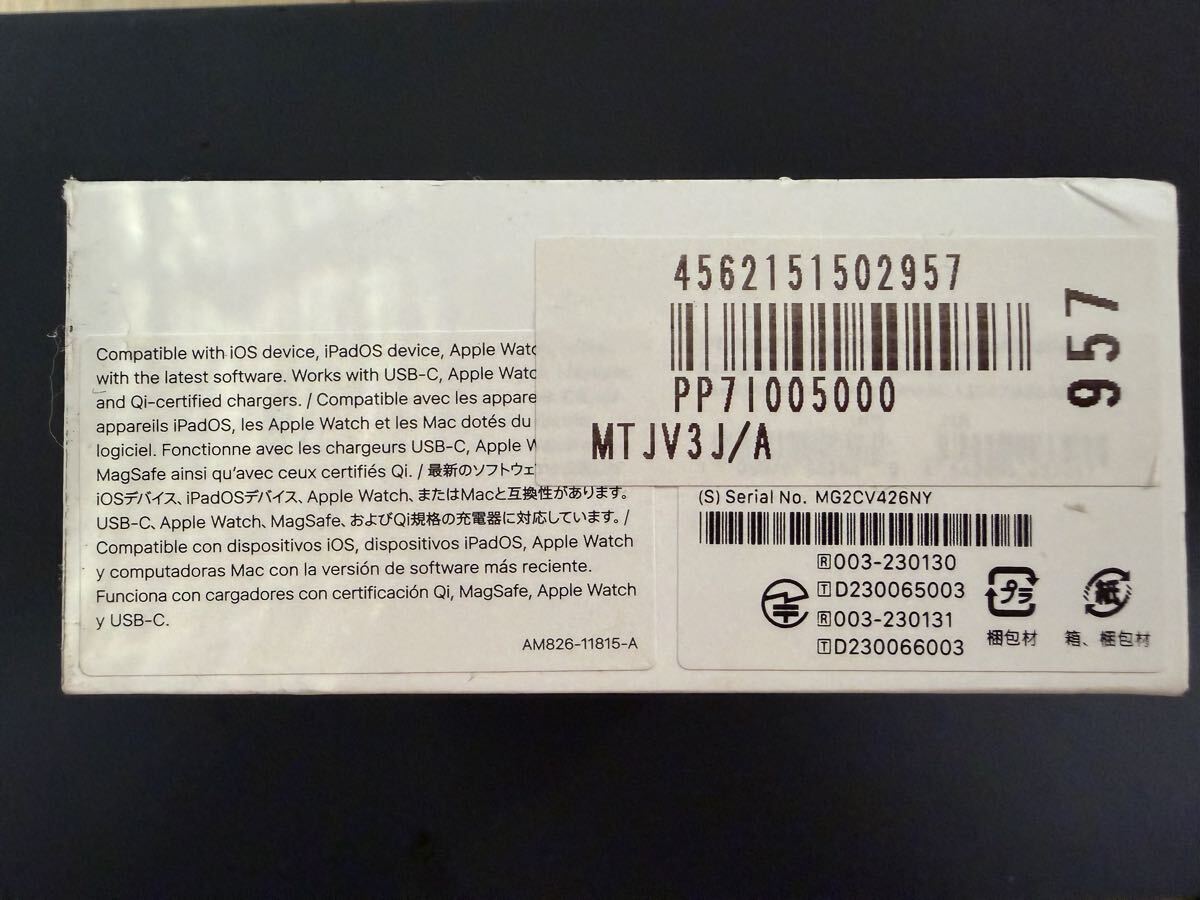 4562151502957
PP7I005000
MTJV3J/A
957
Compatible with iOS device, iPadOS device, Apple
with the latest software. Works with USB-C, Apple
and Qi-certified chargers. / Compatible avec les
appareils iPadOS, les Apple Watch et les Mac dotés du
logiciel. Fonctionne avec les chargeurs USB-C, Apple
MagSafe ainsi qu'avec ceux certifiés Qi. / 最新のソフトウェ
iOSデバイス、iPadOSデバイス、Apple Watch、またはMacと互換性があります。
USB-C、Apple Watch、MagSafe、およびQi規格の充電器に対応しています。/
Compatible con dispositivos iOS, dispositivos iPadOS, Apple Watch
y computadoras Mac con la versión de software más reciente.
Funciona con cargadores con certificación Qi, MagSafe, Apple Watch
y USB-C.
AM826-11815-A
(S) Serial No. MG2CV426NY
R 003-230130
T D230065003
R 003-231131
T D230066003
プラ
梱包材
紙
箱、梱包材